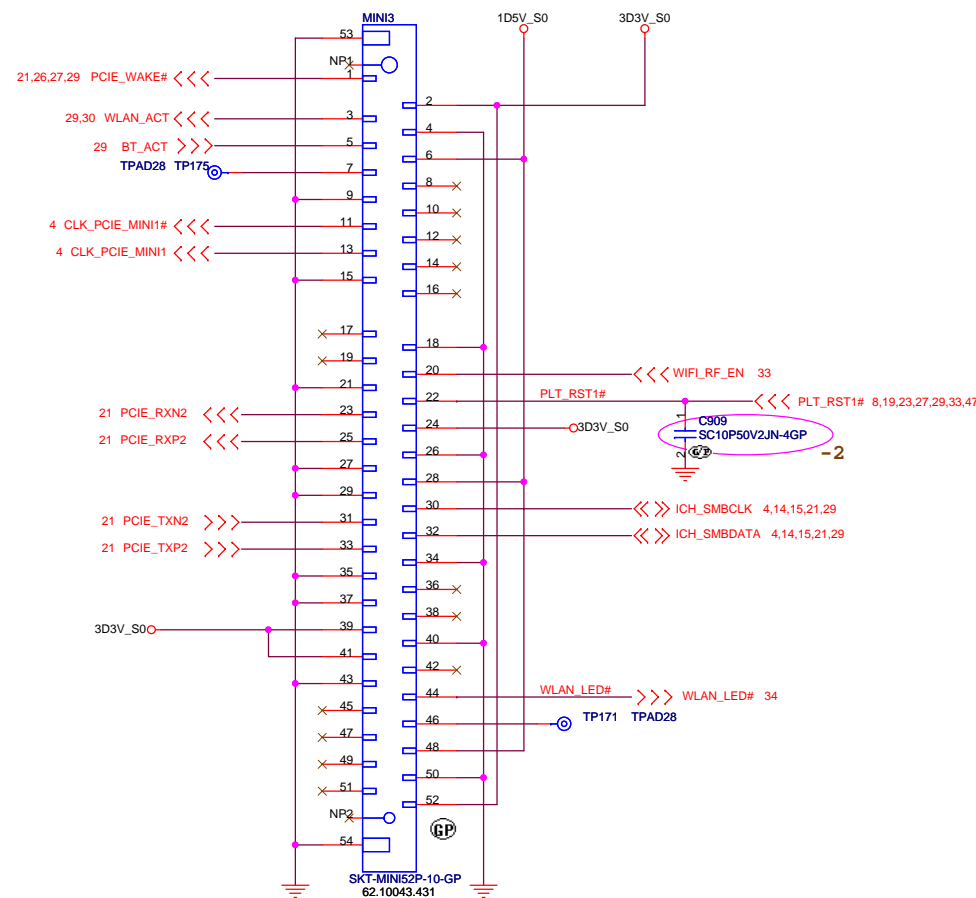 MINI3
1D5V_S0
3D3V_S0
53
NP1
21,26,27,29 PCIE_WAKE#
1
2
29,30 WLAN_ACT
3
4
29 BT_ACT
5
6
TPAD28 TP175
7
8
9
10
4 CLK_PCIE_MINI1#
11
12
4 CLK_PCIE_MINI1
13
14
15
16
17
18
19
20
WIFI_RF_EN 33
21
22
PLT_RST1#
PLT_RST1# 8,19,23,27,29,33,47
21 PCIE_RXN2
23
24
3D3V_S0
1
C909
SC10P50V2JN-4GP
2
G/P
-2
21 PCIE_RXP2
25
26
27
28
29
30
ICH_SMBCLK 4,14,15,21,29
21 PCIE_TXN2
31
32
ICH_SMBDATA 4,14,15,21,29
21 PCIE_TXP2
33
34
35
36
37
38
3D3V_S0
39
40
41
42
43
44
WLAN_LED#
WLAN_LED# 34
45
46
TP171 TPAD28
47
48
49
50
51
52
NP2
GP
54
SKT-MINI52P-10-GP
62.10043.431